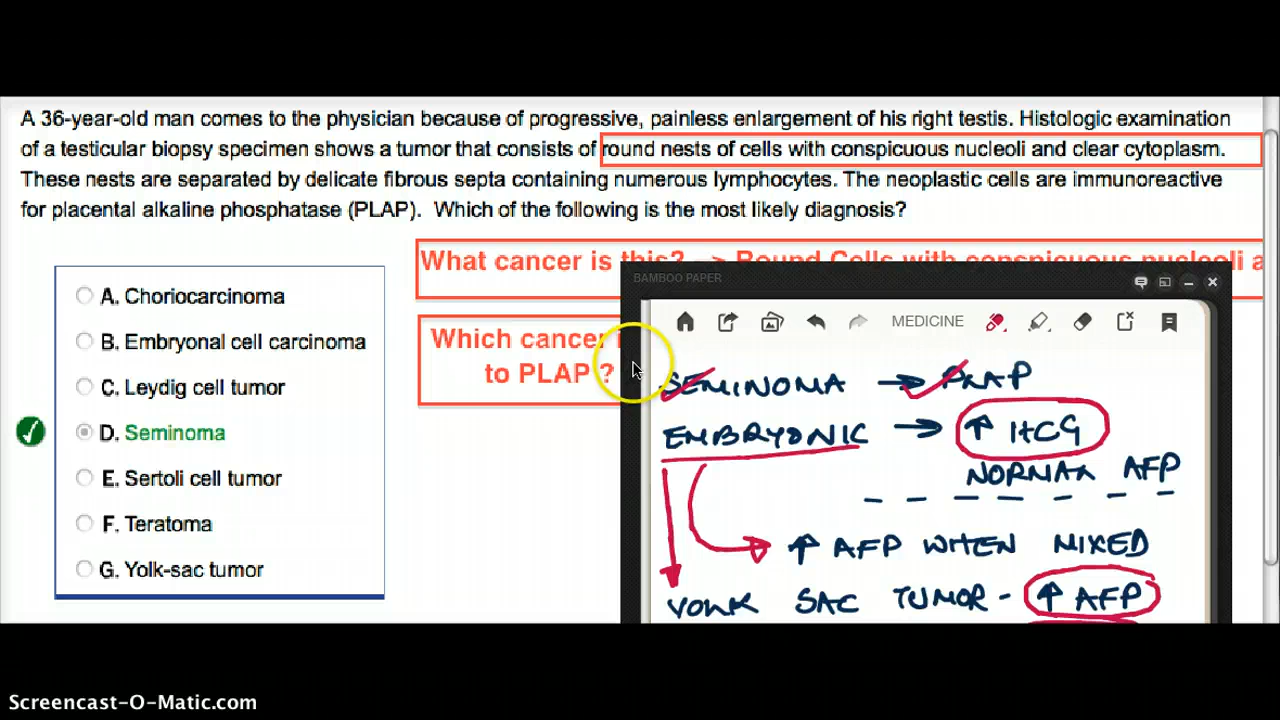 A 36-year-old man comes to the physician because of progressive, painless enlargement of his right testis. Histologic examination
of a testicular biopsy specimen shows a tumor that consists of round nests of cells with conspicuous nucleoli and clear cytoplasm.
These nests are separated by delicate fibrous septa containing numerous lymphocytes. The neoplastic cells are immunoreactive
for placental alkaline phosphatase (PLAP). Which of the following is the most likely diagnosis?
What cancer is this? -> Round Cells with conspicuous nucleoli a
Which cancer
to PLAP ?
A. Choriocarcinoma
B. Embryonal cell carcinoma
C. Leydig cell tumor
D. Seminoma
E. Sertoli cell tumor
F. Teratoma
G. Yolk-sac tumor
BAMBOO PAPER
MEDICINE
SEMINOMA → PLAP
EMBRYONIC → ↑ HCG
NORMAL AFP
↑ AFP WHEN MIXED
YOLK SAC TUMOR - ↑ AFP
Screencast-O-Matic.com